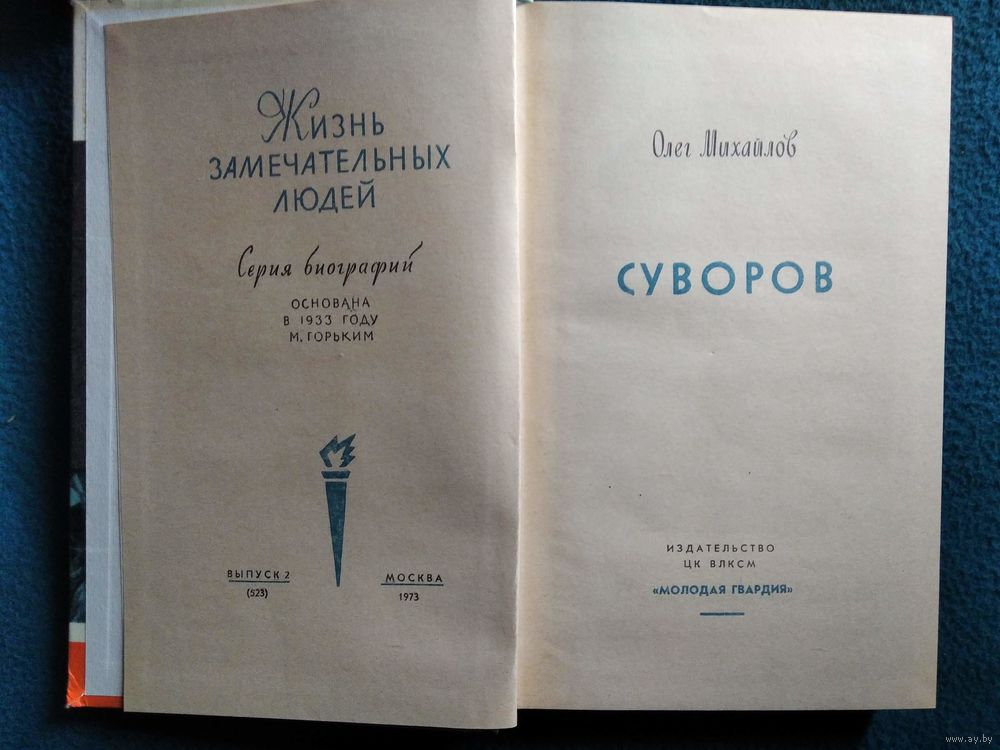 Жизнь
ЗАМЕЧАТЕЛЬНЫХ
ЛЮДЕЙ
Серия биографий
ОСНОВАНА
В 1933 ГОДУ
М. ГОРЬКИМ
ВЫПУСК 2
(523)
МОСКВА
1973
Олег Михайлов
СУВОРОВ
ИЗДАТЕЛЬСТВО
ЦК ВЛКСМ
«МОЛОДАЯ ГВАРДИЯ»
www.ay.by